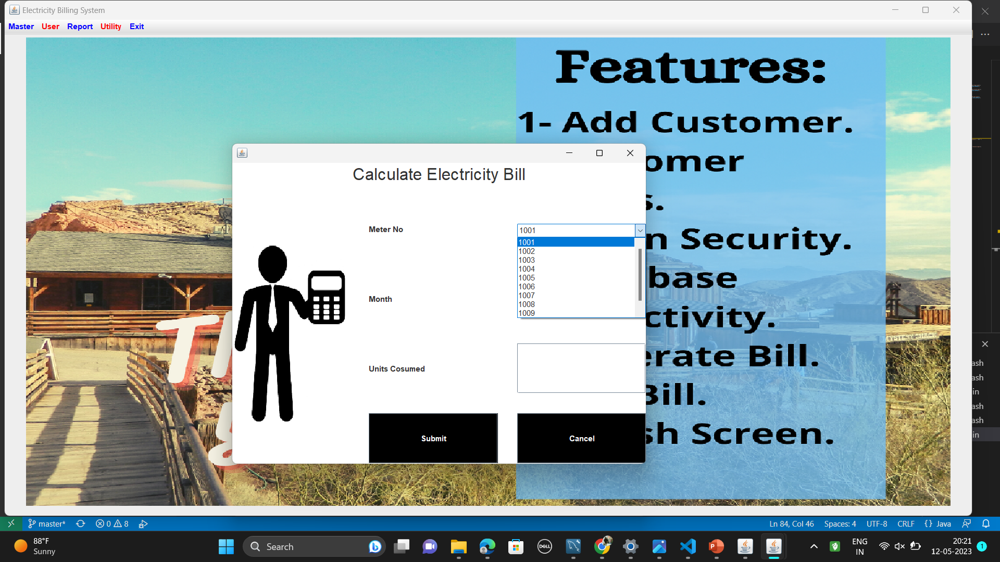 Electricity Billing System
Master User Report Utility Exit
Features:
1- Add Customer.
omer
s.
n Security.
base
ctivity.
erate Bill.
Bill.
sh Screen.
Calculate Electricity Bill
Meter No
1001
1001
1002
1003
1004
1005
1006
1007
1008
1009
Month
Units Cosumed
Submit
Cancel
MYSTERY SHACK
ash
ash
in
ash
ash
in
master*
0 8
Ln 84, Col 46
Spaces: 4
UTF-8
CRLF
{} Java
88°F
Sunny
Search
DELL
ENG
IN
20:21
12-05-2023
1